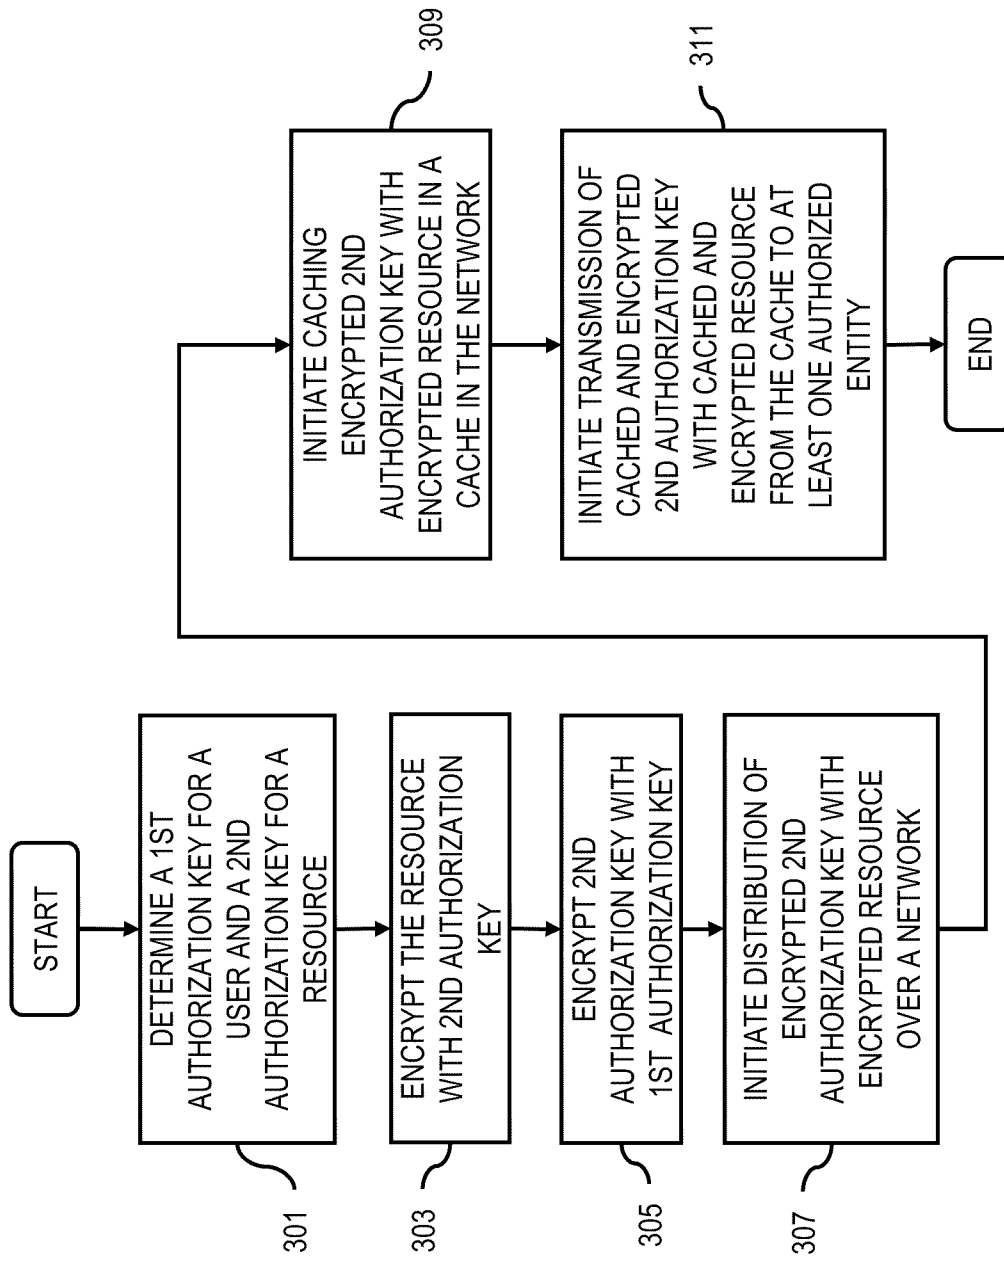 START
DETERMINE A 1ST
AUTHORIZATION KEY FOR A
USER AND A 2ND
AUTHORIZATION KEY FOR A
RESOURCE
301
ENCRYPT THE RESOURCE
WITH 2ND AUTHORIZATION
KEY
303
ENCRYPT 2ND
AUTHORIZATION KEY WITH
1ST AUTHORIZATION KEY
305
INITIATE DISTRIBUTION OF
ENCRYPTED 2ND
AUTHORIZATION KEY WITH
ENCRYPTED RESOURCE
OVER A NETWORK
307
INITIATE CACHING
ENCRYPTED 2ND
AUTHORIZATION KEY WITH
ENCRYPTED RESOURCE IN A
CACHE IN THE NETWORK
309
INITIATE TRANSMISSION OF
CACHED AND ENCRYPTED
2ND AUTHORIZATION KEY
WITH CACHED AND
ENCRYPTED RESOURCE
FROM THE CACHE TO AT
LEAST ONE AUTHORIZED
ENTITY
311
END